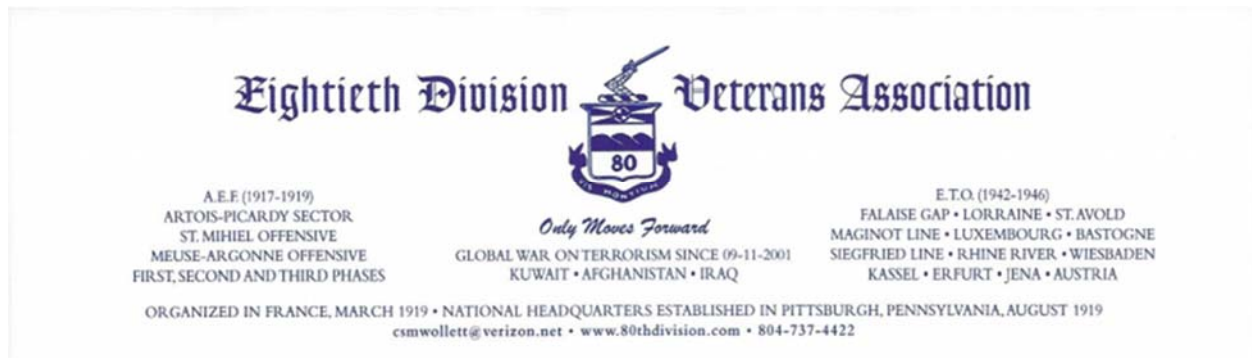 Eightieth Division Veterans Association
80
VIS MONTIUM
Only Moves Forward
A.E.F. (1917-1919)
ARTOIS-PICARDY SECTOR
ST. MIHIEL OFFENSIVE
MEUSE-ARGONNE OFFENSIVE
FIRST, SECOND AND THIRD PHASES
GLOBAL WAR ON TERRORISM SINCE 09-11-2001
KUWAIT • AFGHANISTAN • IRAQ
E.T.O. (1942-1946)
FALAISE GAP • LORRAINE • ST. AVOLD
MAGINOT LINE • LUXEMBOURG • BASTOGNE
SIEGFRIED LINE • RHINE RIVER • WIESBADEN
KASSEL • ERFURT • JENA • AUSTRIA
ORGANIZED IN FRANCE, MARCH 1919 • NATIONAL HEADQUARTERS ESTABLISHED IN PITTSBURGH, PENNSYLVANIA, AUGUST 1919
csmwollett@verizon.net • www.80thdivision.com • 804-737-4422